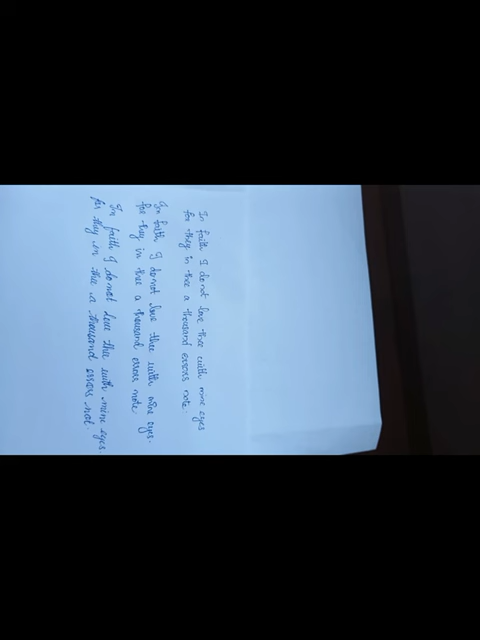 In faith I do not love thee with mine eyes
for they in thee a thousand errors note.
In faith I do not love thee with mine eyes.
for they in thee a thousand errors note.
In faith I do not love thee with mine eyes
for they in thee a thousand errors not.